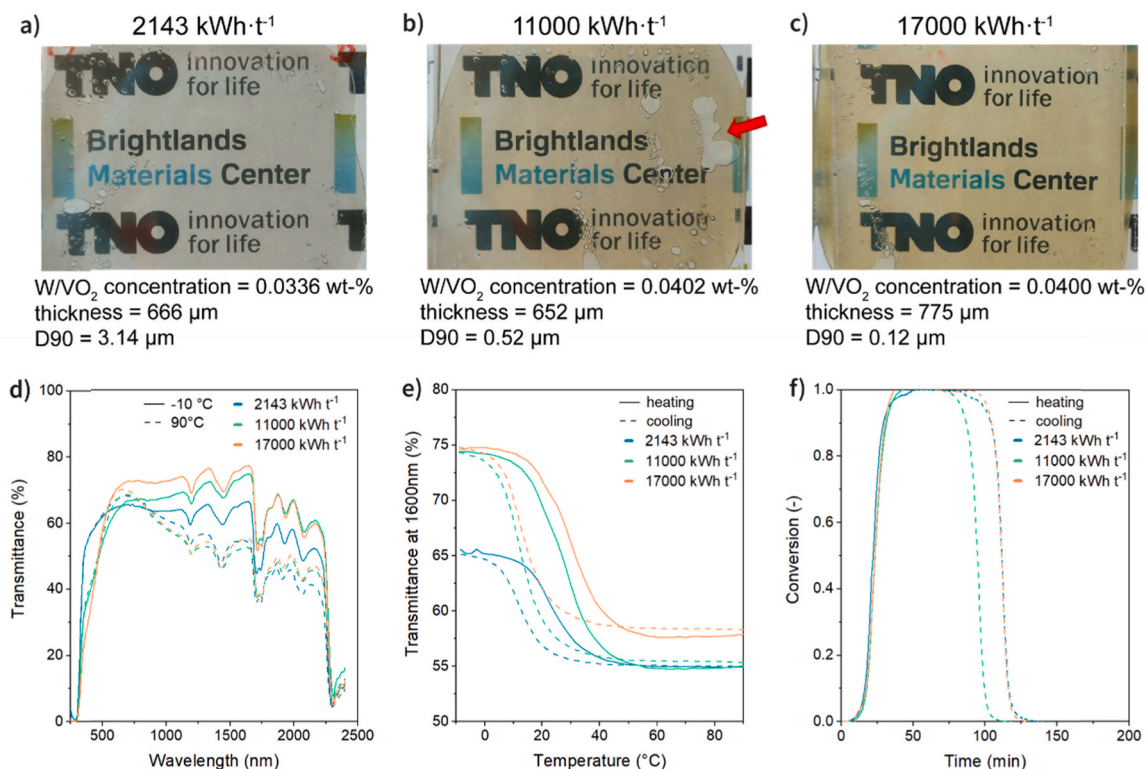 a)
2143 kWh·t⁻¹
TNO innovation
for life
Brightlands
Materials Center
TNO innovation
for life
W/VO₂ concentration = 0.0336 wt-%
thickness = 666 µm
D90 = 3.14 µm
b)
11000 kWh·t⁻¹
TNO innovation
for life
Brightlands
Materials Center
TNO innovation
for life
W/VO₂ concentration = 0.0402 wt-%
thickness = 652 µm
D90 = 0.52 µm
c)
17000 kWh·t⁻¹
TNO innovation
for life
Brightlands
Materials Center
TNO innovation
for life
W/VO₂ concentration = 0.0400 wt-%
thickness = 775 µm
D90 = 0.12 µm
d)
-10 °C
90°C
2143 kWh t⁻¹
11000 kWh t⁻¹
17000 kWh t⁻¹
Transmittance (%)
100
80
60
40
20
0
500 1000 1500 2000 2500
Wavelength (nm)
e)
heating
cooling
2143 kWh t⁻¹
11000 kWh t⁻¹
17000 kWh t⁻¹
Transmittance at 1600nm (%)
80
75
70
65
60
55
50
0 20 40 60 80
Temperature (°C)
f)
heating
cooling
2143 kWh t⁻¹
11000 kWh t⁻¹
17000 kWh t⁻¹
Conversion (-)
1.0
0.8
0.6
0.4
0.2
0.0
0 50 100 150 200
Time (min)